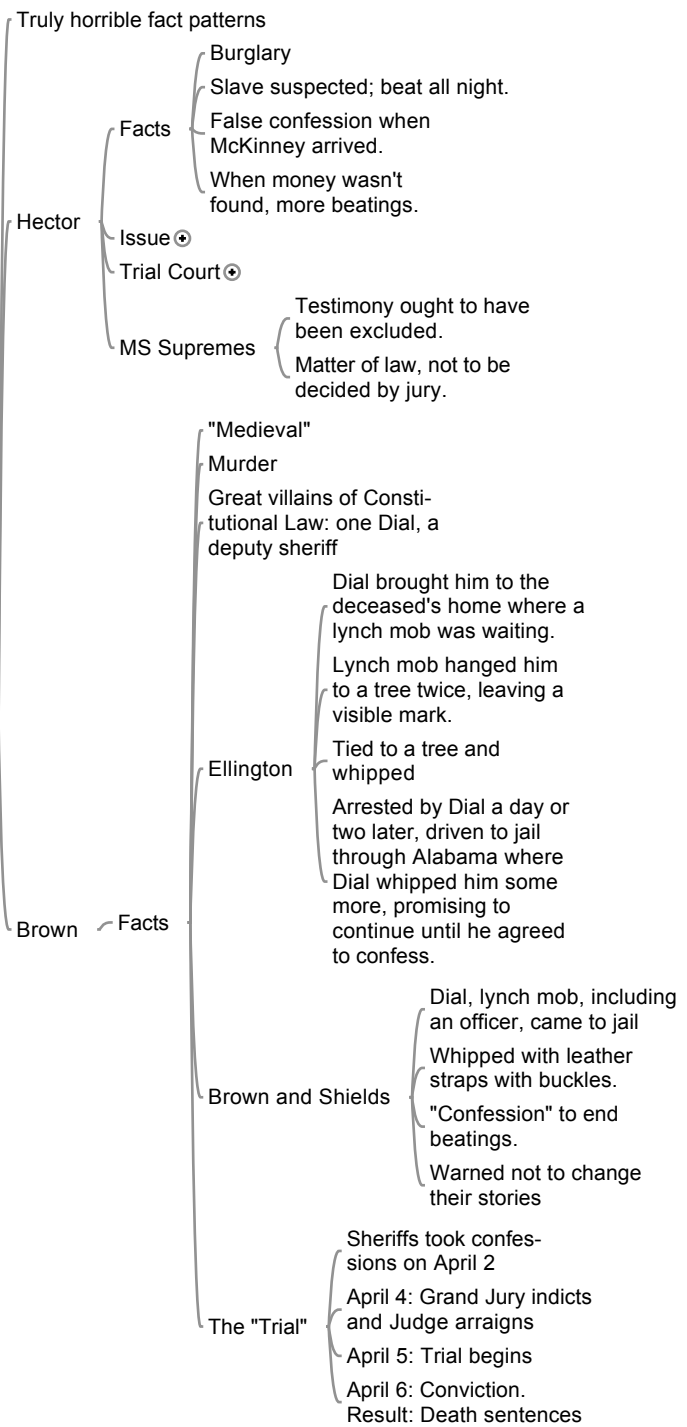 Truly horrible fact patterns
Hector
Facts
Burglary
Slave suspected; beat all night.
False confession when
McKinney arrived.
When money wasn't
found, more beatings.
Issue
Trial Court
MS Supremes
Testimony ought to have
been excluded.
Matter of law, not to be
decided by jury.
Brown
Facts
"Medieval"
Murder
Great villains of Consti-
tutional Law: one Dial, a
deputy sheriff
Ellington
Dial brought him to the
deceased's home where a
lynch mob was waiting.
Lynch mob hanged him
to a tree twice, leaving a
visible mark.
Tied to a tree and
whipped
Arrested by Dial a day or
two later, driven to jail
through Alabama where
Dial whipped him some
more, promising to
continue until he agreed
to confess.
Brown and Shields
Dial, lynch mob, including
an officer, came to jail
Whipped with leather
straps with buckles.
"Confession" to end
beatings.
Warned not to change
their stories
The "Trial"
Sheriffs took confes-
sions on April 2
April 4: Grand Jury indicts
and Judge arraigns
April 5: Trial begins
April 6: Conviction.
Result: Death sentences